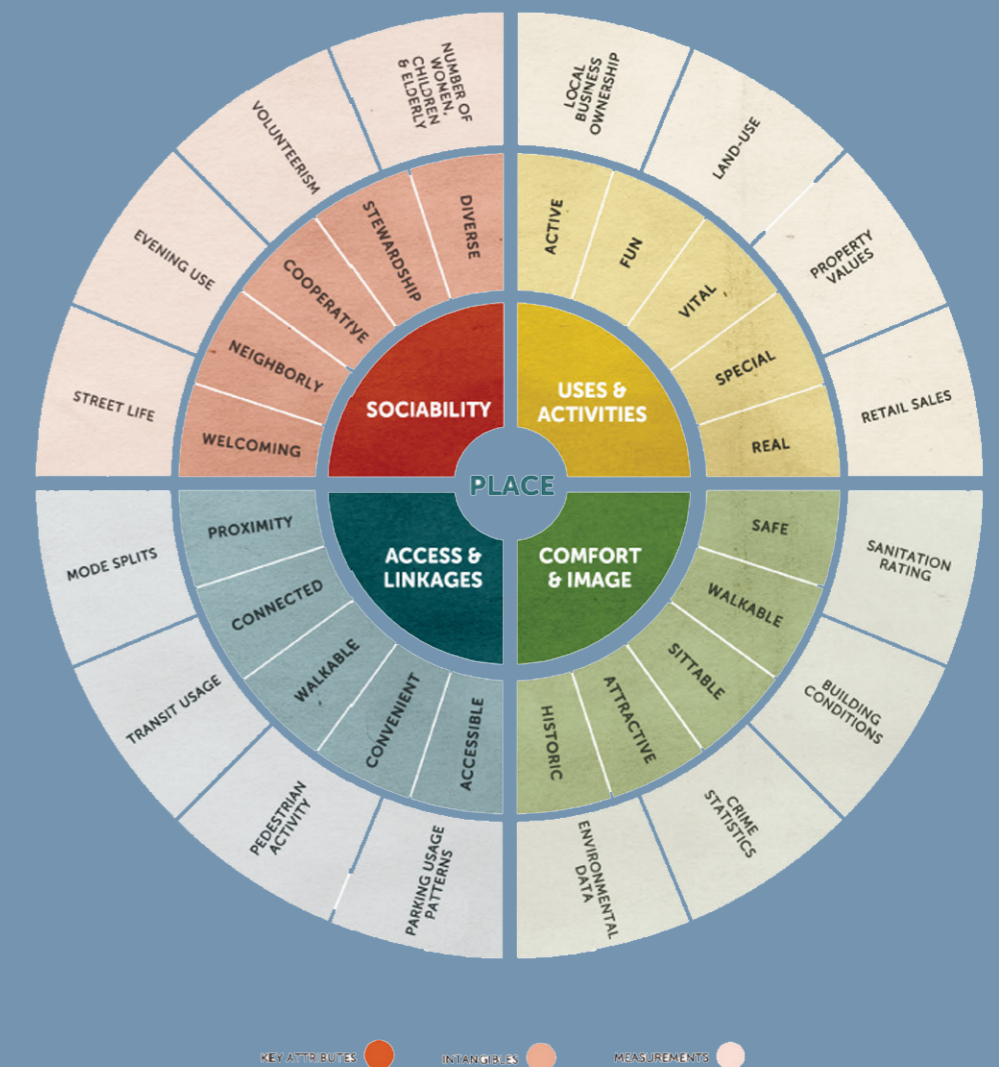 NUMBER OF
WOMEN,
CHILDREN
& ELDERLY
VOLUNTEERISM
EVENING USE
STREET LIFE
DIVERSE
STEWARDSHIP
COOPERATIVE
NEIGHBORLY
WELCOMING
SOCIABILITY
LOCAL
BUSINESS
OWNERSHIP
LAND-USE
PROPERTY
VALUES
RETAIL SALES
ACTIVE
FUN
VITAL
SPECIAL
REAL
USES &
ACTIVITIES
PLACE
ACCESS &
LINKAGES
PROXIMITY
CONNECTED
WALKABLE
CONVENIENT
ACCESSIBLE
MODE SPLITS
TRANSIT USAGE
PEDESTRIAN
ACTIVITY
PARKING USAGE
PATTERNS
COMFORT
& IMAGE
SAFE
WALKABLE
SITTABLE
ATTRACTIVE
HISTORIC
SANITATION
RATING
BUILDING
CONDITIONS
CRIME
STATISTICS
ENVIRONMENTAL
DATA
KEY ATTRIBUTES
INTANGIBLES
MEASUREMENTS